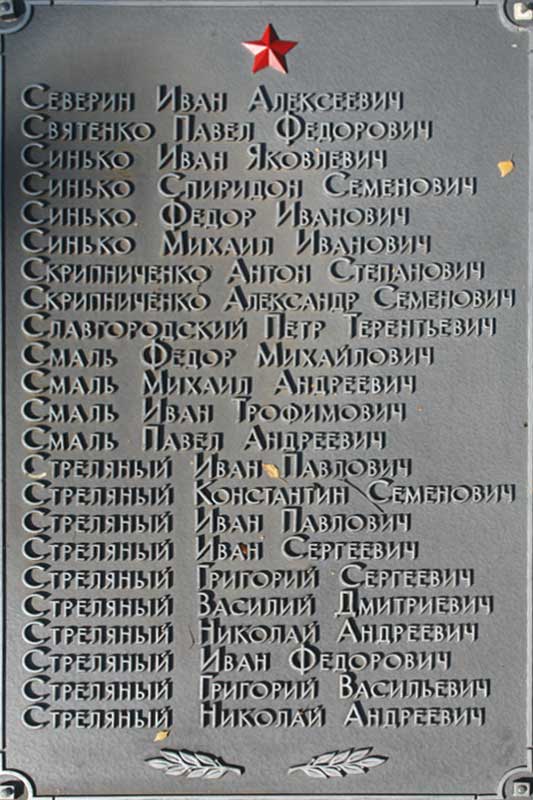 Северин Иван Алексеевич
Святенко Павел Федорович
Синько Иван Яковлевич
Синько Спиридон Семенович
Синько Федор Иванович
Синько Михаил Иванович
Скрипниченко Антон Степанович
Скрипниченко Александр Семенович
Славгородский Петр Терентьевич
Смаль Федор Михайлович
Смаль Михаил Андреевич
Смаль Иван Трофимович
Смаль Павел Андреевич
Стреляный Иван Павлович
Стреляный Константин Семенович
Стреляный Иван Павлович
Стреляный Иван Сергеевич
Стреляный Григорий Сергеевич
Стреляный Василий Дмитриевич
Стреляный Николай Андреевич
Стреляный Иван Федорович
Стреляный Григорий Васильевич
Стреляный Николай Андреевич